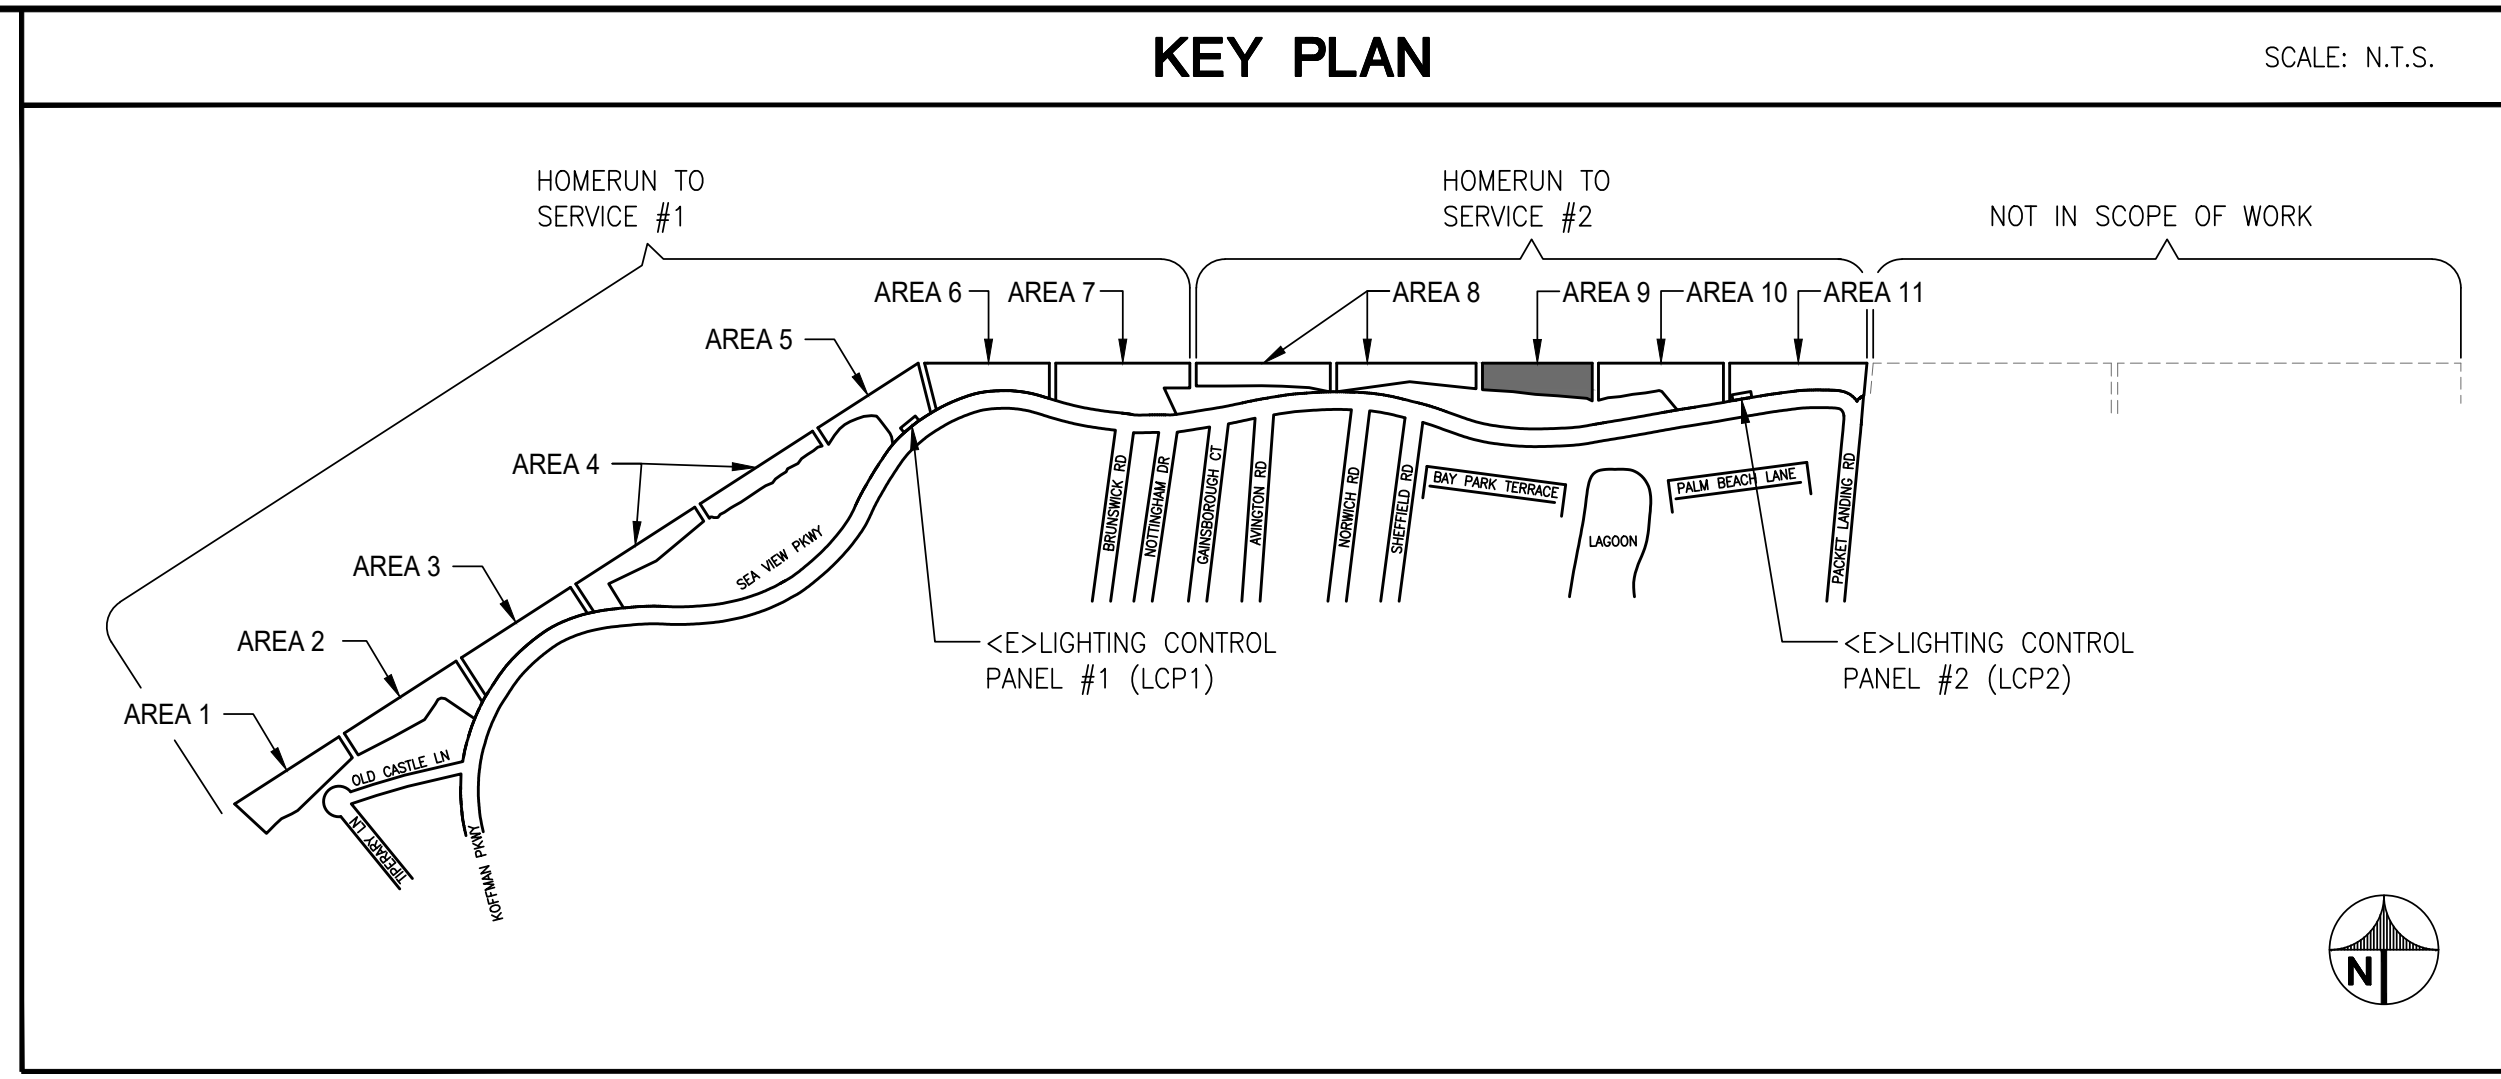 KEY PLAN
SCALE: N.T.S.
HOMERUN TO
SERVICE #1
HOMERUN TO
SERVICE #2
NOT IN SCOPE OF WORK
AREA 6
AREA 7
AREA 8
AREA 9
AREA 10
AREA 11
AREA 5
AREA 4
AREA 3
AREA 2
AREA 1
SEA VIEW PKWY
BRUNSWICK RD
NOTTINGHAM DR
GAINSBOROUGH CT
AVINGTON RD
NORWICH RD
SHEFFIELD RD
BAY PARK TERRACE
LAGOON
PALM BEACH LANE
PACKET LANDING RD
<E>LIGHTING CONTROL
PANEL #1 (LCP1)
<E>LIGHTING CONTROL
PANEL #2 (LCP2)
OLD CASTLE LN
TIPERARY LN
KOFFMAN PKWY
N